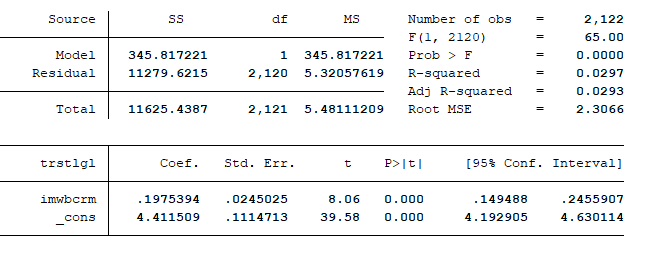 Source SS df MS Number of obs = 2,122
F(1, 2120) = 65.00
Model 345.817221 1 345.817221 Prob > F = 0.0000
Residual 11279.6215 2,120 5.32057619 R-squared = 0.0297
Adj R-squared = 0.0293
Total 11625.4387 2,121 5.48111209 Root MSE = 2.3066
trstlgl Coef. Std. Err. t P>|t| [95% Conf. Interval]
imwbcrm .1975394 .0245025 8.06 0.000 .149488 .2455907
_cons 4.411509 .1114713 39.58 0.000 4.192905 4.630114